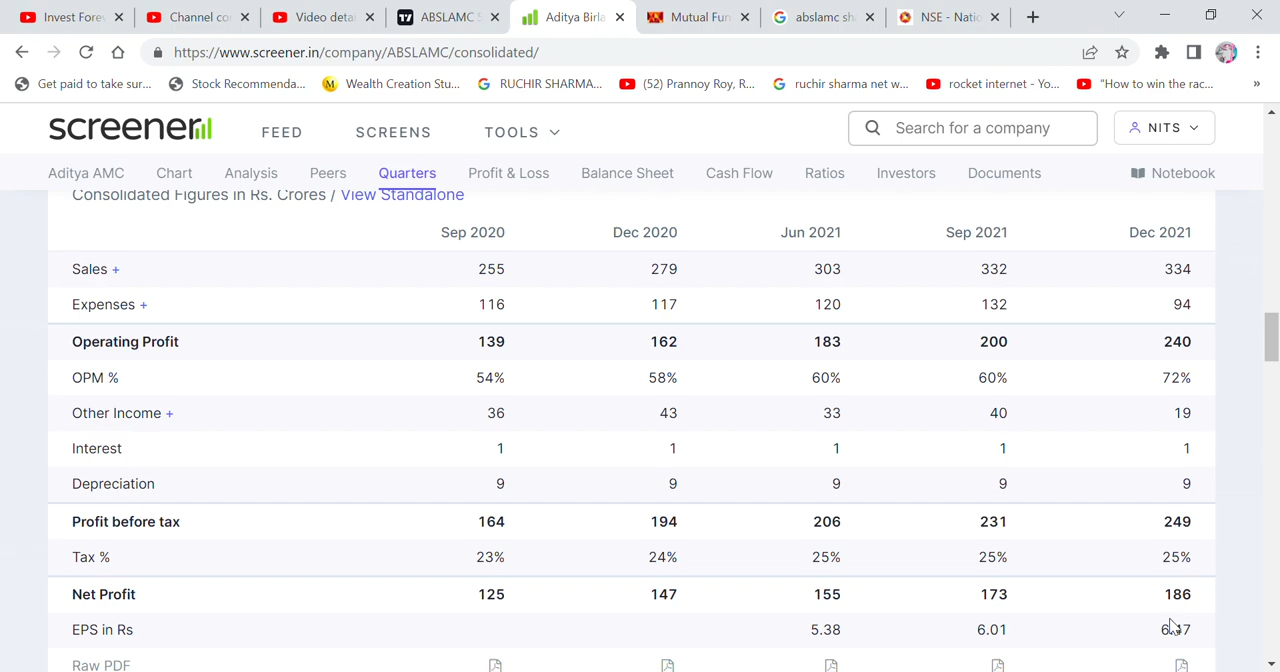 Invest Fore
Channel co
Video detai
ABSLAMC S
Aditya Birla
Mutual Fun
abslamc sh
NSE - Natio
https://www.screener.in/company/ABSLAMC/consolidated/
Get paid to take sur...
Stock Recommenda...
Wealth Creation Stu...
RUCHIR SHARMA...
(52) Prannoy Roy, R...
ruchir sharma net w...
rocket internet - Yo...
"How to win the rac...
»
screener
FEED
SCREENS
TOOLS
Search for a company
NITS
Aditya AMC
Chart
Analysis
Peers
Quarters
Profit & Loss
Balance Sheet
Cash Flow
Ratios
Investors
Documents
Notebook
Consolidated Figures in Rs. Crores / View Standalone
Sep 2020 Dec 2020 Jun 2021 Sep 2021 Dec 2021
Sales + 255 279 303 332 334
Expenses + 116 117 120 132 94
Operating Profit 139 162 183 200 240
OPM % 54% 58% 60% 60% 72%
Other Income + 36 43 33 40 19
Interest 1 1 1 1 1
Depreciation 9 9 9 9 9
Profit before tax 164 194 206 231 249
Tax % 23% 24% 25% 25% 25%
Net Profit 125 147 155 173 186
EPS in Rs 5.38 6.01
Raw PDF